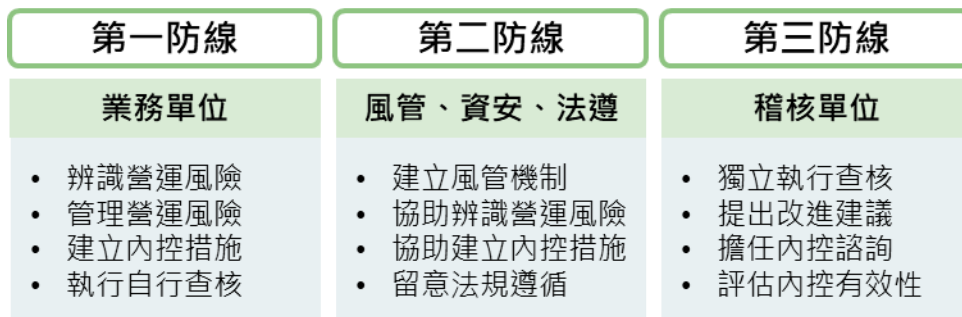 第一防線
業務單位
• 辨識營運風險
• 管理營運風險
• 建立內控措施
• 執行自行查核
第二防線
風管、資安、法遵
• 建立風管機制
• 協助辨識營運風險
• 協助建立內控措施
• 留意法規遵循
第三防線
稽核單位
• 獨立執行查核
• 提出改進建議
• 擔任內控諮詢
• 評估內控有效性